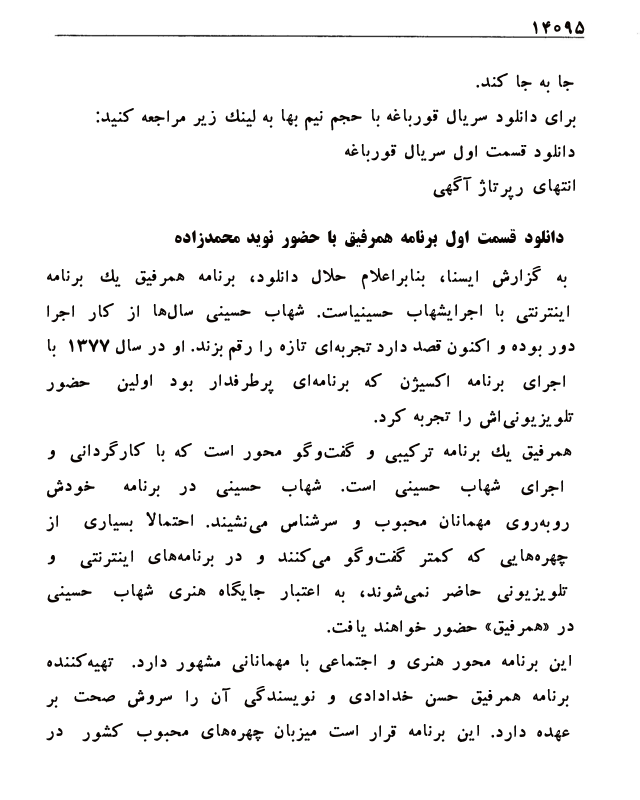 ۱۴۰۹۵
جا به جا کند.
برای دانلود سریال قورباغه با حجم نیم بها به لینك زیر مراجعه کنید:
دانلود قسمت اول سریال قورباغه
انتهای رپرتاژ آگهی
دانلود قسمت اول برنامه همرفیق با حضور نوید محمدزاده
به گزارش ایسنا، بنابراعلام حلال دانلود، برنامه همرفیق یك برنامه
اینترنتی با اجرایشهاب حسینیاست. شهاب حسینی سال‌ها از کار اجرا
دور بوده و اکنون قصد دارد تجربه‌ای تازه را رقم بزند. او در سال ۱۳۷۷ با
اجرای برنامه اکسیژن که برنامه‌ای پرطرفدار بود اولین حضور
تلویزیونی‌اش را تجربه کرد.
همرفیق یك برنامه ترکیبی و گفت‌وگو محور است که با کارگردانی و
اجرای شهاب حسینی است. شهاب حسینی در برنامه خودش
روبه‌روی مهمانان محبوب و سرشناس می‌نشیند. احتمالاً بسیاری از
چهره‌هایی که کمتر گفت‌وگو می‌کنند و در برنامه‌های اینترنتی و
تلویزیونی حاضر نمی‌شوند، به اعتبار جایگاه هنری شهاب حسینی
در «همرفیق» حضور خواهند یافت.
این برنامه محور هنری و اجتماعی با مهمانانی مشهور دارد. تهیه‌کننده
برنامه همرفیق حسن خدادادی و نویسندگی آن را سروش صحت بر
عهده دارد. این برنامه قرار است میزبان چهره‌های محبوب کشور در